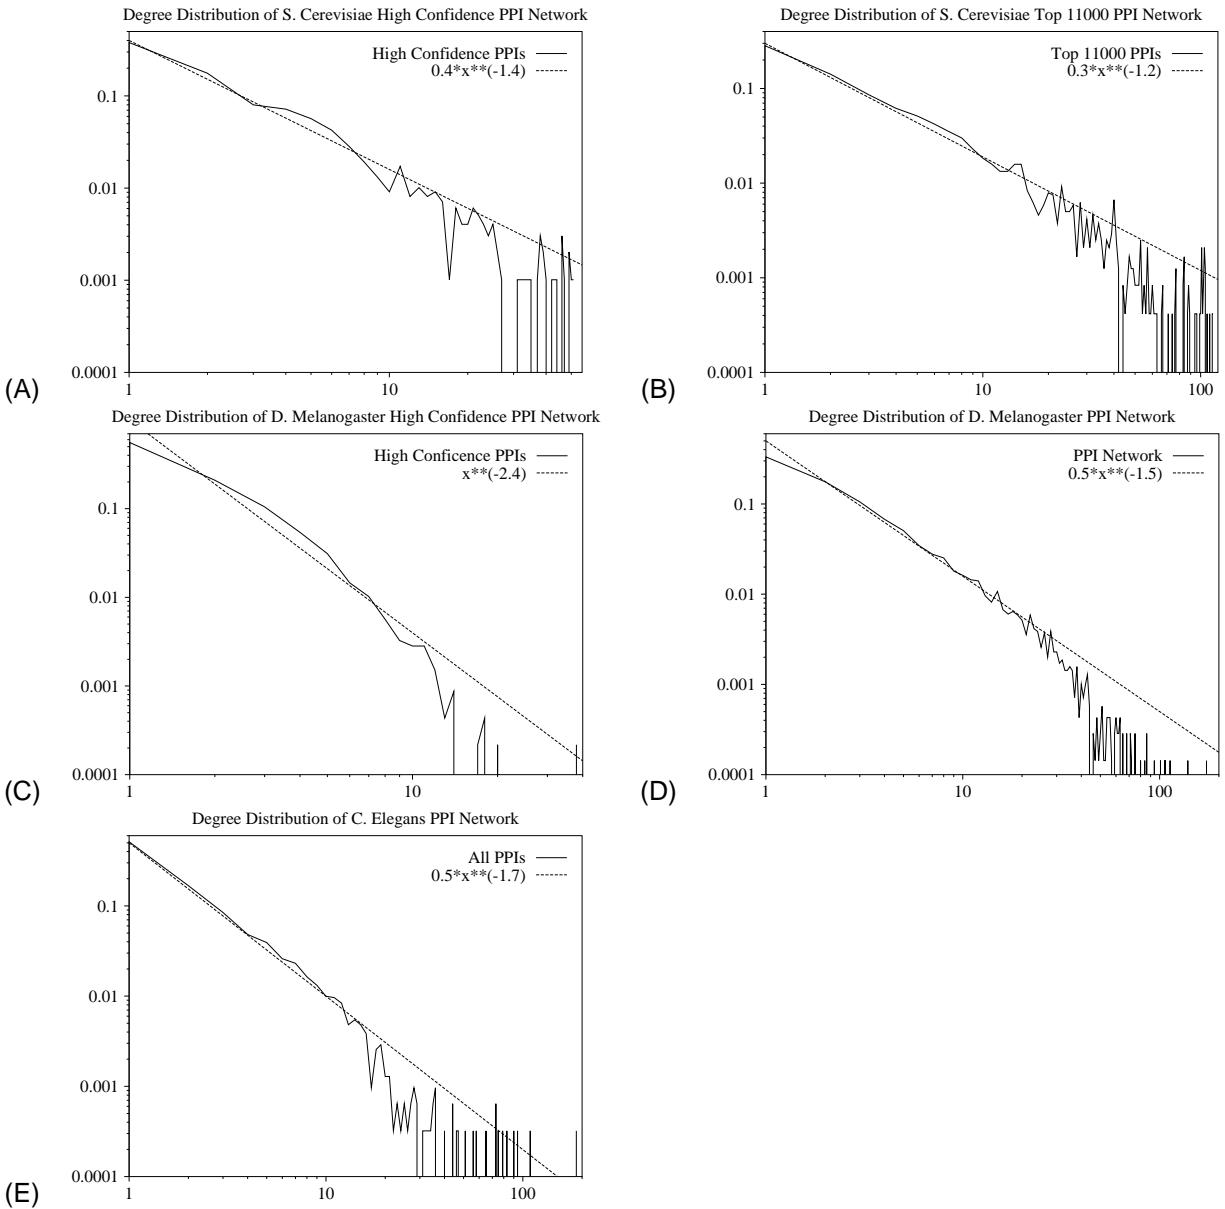 Degree Distribution of S. Cerevisiae High Confidence PPI Network
High Confidence PPIs
0.4*x**(-1.4)
0.1
0.01
0.001
0.0001
1
10
(A)
Degree Distribution of S. Cerevisiae Top 11000 PPI Network
Top 11000 PPIs
0.3*x**(-1.2)
0.1
0.01
0.001
0.0001
1
10
100
(B)
Degree Distribution of D. Melanogaster High Confidence PPI Network
High Conficence PPIs
x**(-2.4)
0.1
0.01
0.001
0.0001
1
10
(C)
Degree Distribution of D. Melanogaster PPI Network
PPI Network
0.5*x**(-1.5)
0.1
0.01
0.001
0.0001
1
10
100
(D)
Degree Distribution of C. Elegans PPI Network
All PPIs
0.5*x**(-1.7)
0.1
0.01
0.001
0.0001
1
10
100
(E)